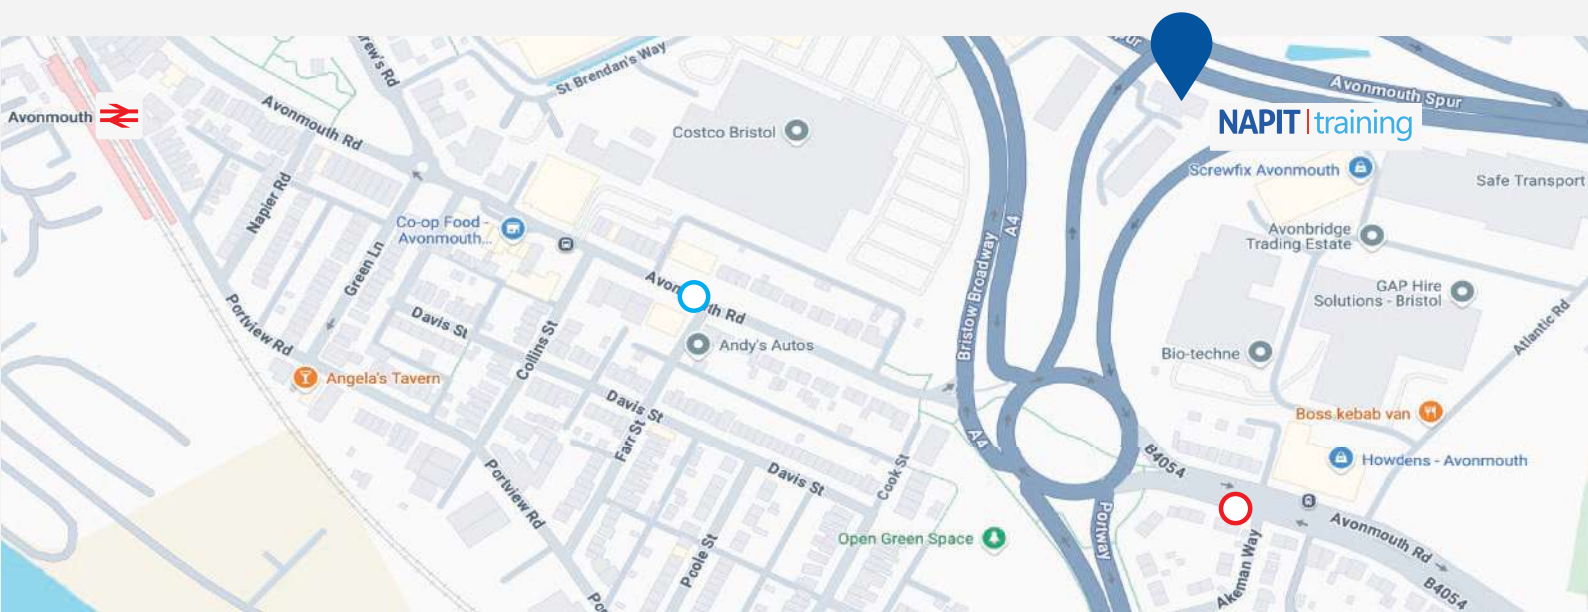 St Brendan's Way
Avonmouth Spur
Avonmouth
Avonmouth Rd
Costco Bristol
NAPIT | training
Screwfix Avonmouth
Safe Transport
Napier Rd
Co-op Food -
Avonmouth...
Green Ln
A4
Bristow Broadway
Avonbridge
Trading Estate
GAP Hire
Solutions - Bristol
Portview Rd
Davis St
Collins St
Rd
Andy's Autos
Atlantic Rd
Bio-techne
Angela's Tavern
Davis St
Farr St
Boss kebab van
A4
B4054
Howdens - Avonmouth
Portview Rd
Davis St
Cook St
Open Green Space
Portway
Avonmouth Rd
Poole St
Akeman Way
B4054